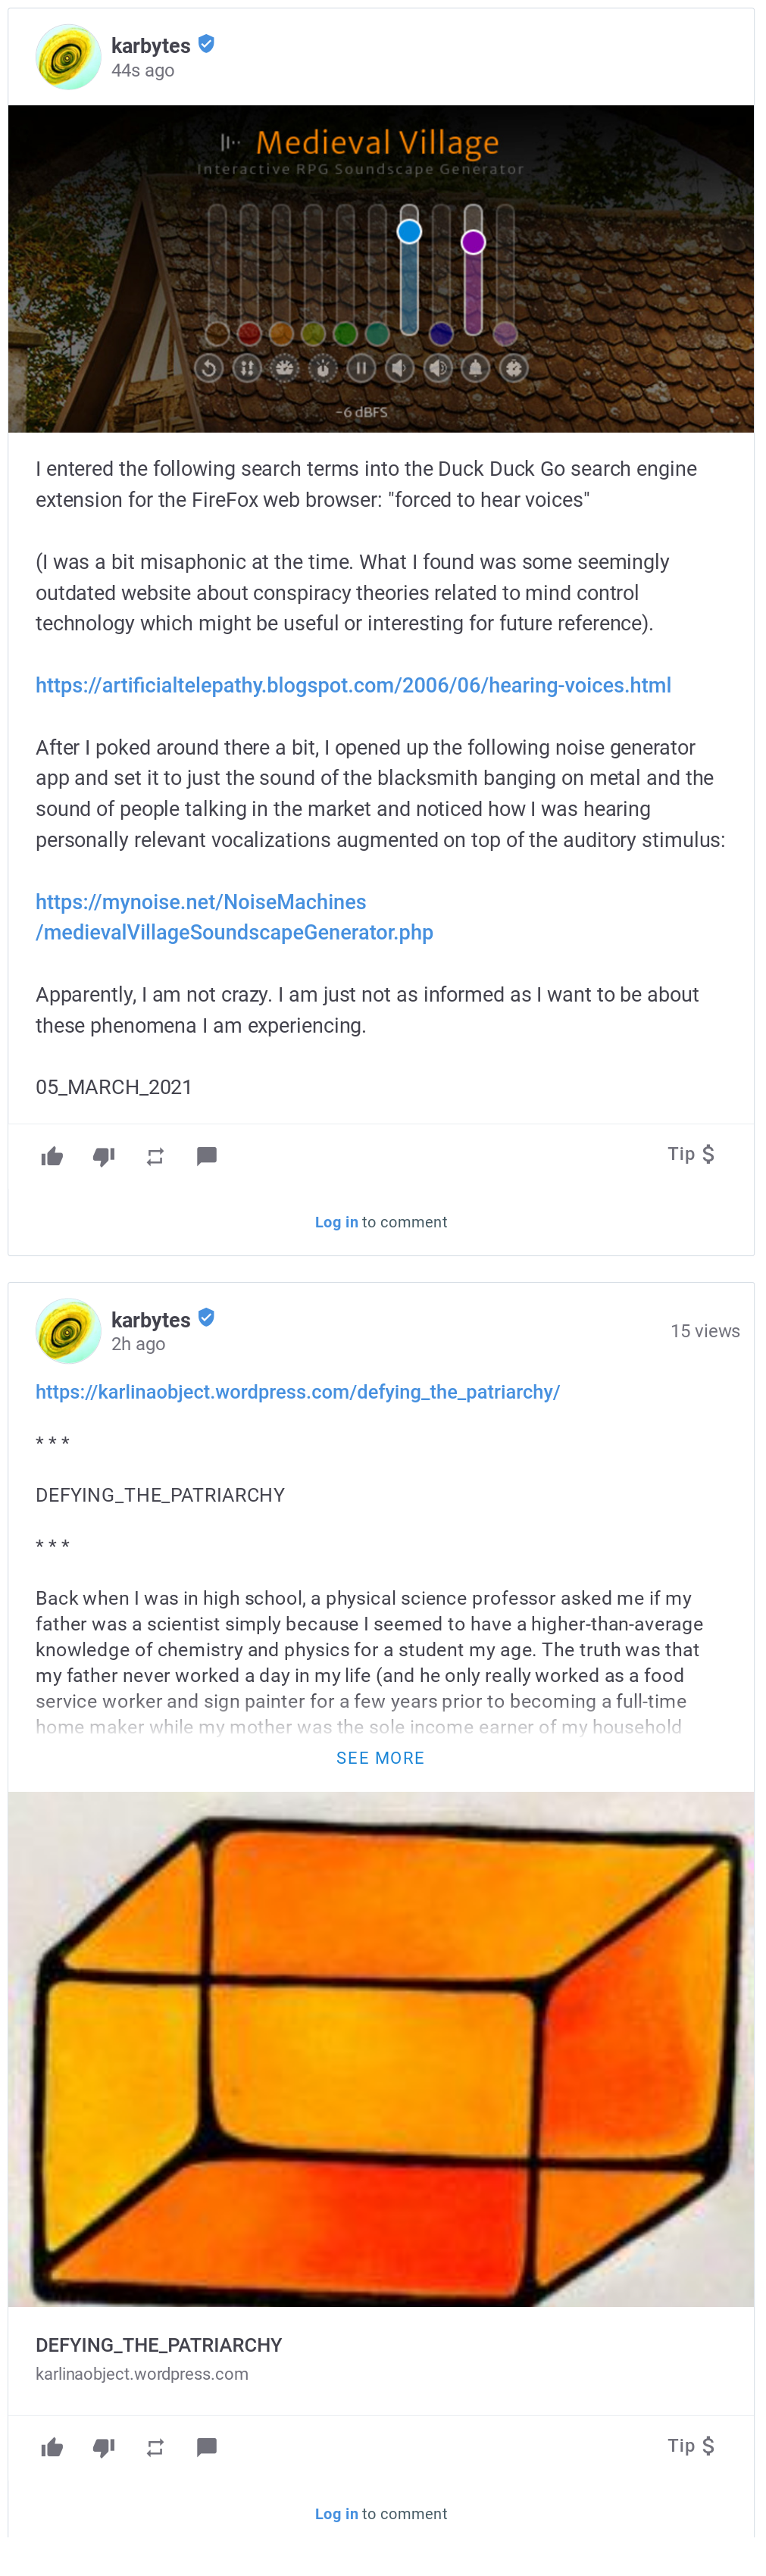 karbytes
44s ago
Medieval Village
Interactive RPG Soundscape Generator
-6 dBFS
I entered the following search terms into the Duck Duck Go search engine
extension for the FireFox web browser: "forced to hear voices"
(I was a bit misaphonic at the time. What I found was some seemingly
outdated website about conspiracy theories related to mind control
technology which might be useful or interesting for future reference).
https://artificialtelepathy.blogspot.com/2006/06/hearing-voices.html
After I poked around there a bit, I opened up the following noise generator
app and set it to just the sound of the blacksmith banging on metal and the
sound of people talking in the market and noticed how I was hearing
personally relevant vocalizations augmented on top of the auditory stimulus:
https://mynoise.net/NoiseMachines
/medievalVillageSoundscapeGenerator.php
Apparently, I am not crazy. I am just not as informed as I want to be about
these phenomena I am experiencing.
05_MARCH_2021
Tip $
Log in to comment
karbytes
2h ago
15 views
https://karlinaobject.wordpress.com/defying_the_patriarchy/
* * *
DEFYING_THE_PATRIARCHY
* * *
Back when I was in high school, a physical science professor asked me if my
father was a scientist simply because I seemed to have a higher-than-average
knowledge of chemistry and physics for a student my age. The truth was that
my father never worked a day in my life (and he only really worked as a food
service worker and sign painter for a few years prior to becoming a full-time
home maker while my mother was the sole income earner of my household
SEE MORE
DEFYING_THE_PATRIARCHY
karlinaobject.wordpress.com
Tip $
Log in to comment